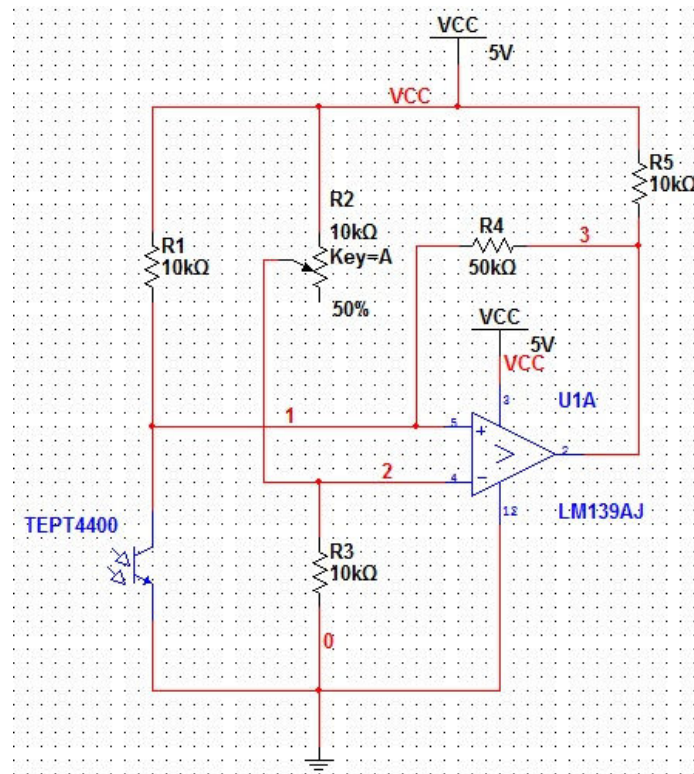 VCC
5V
VCC
R5
10kΩ
R2
10kΩ
Key=A
50%
R4
50kΩ
3
R1
10kΩ
VCC
5V
VCC
3
U1A
1
5
+
2
2
4
−
12
LM139AJ
TEPT4400
R3
10kΩ
0